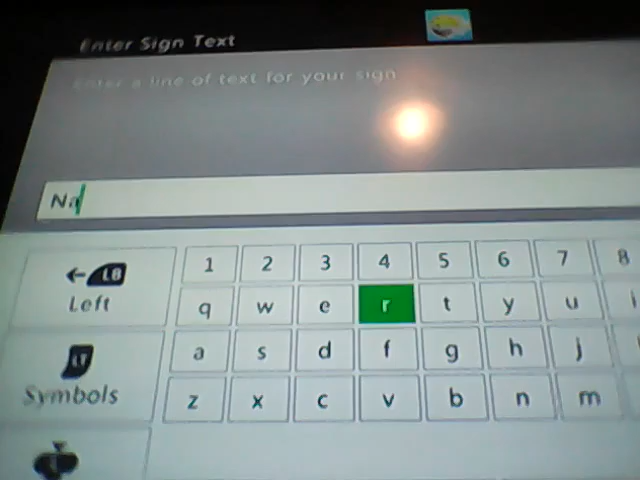 Enter Sign Text
Enter a line of text for your sign
Na
LB
Left
1 2 3 4 5 6 7 8
q w e r t y u i
LT
Symbols
a s d f g h j
z x c v b n m